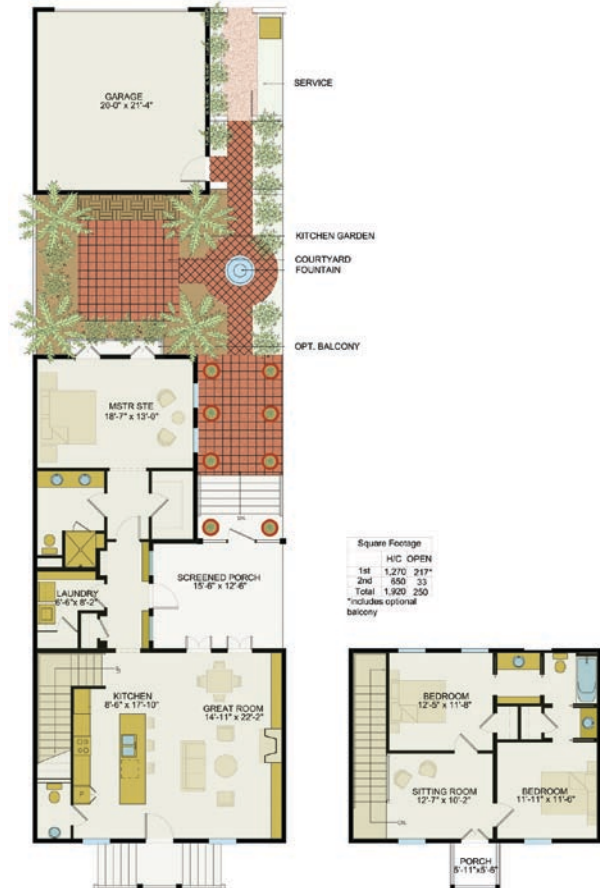 GARAGE
20-0" x 21'-4"
SERVICE
KITCHEN GARDEN
COURTYARD
FOUNTAIN
OPT. BALCONY
MSTR STE
18'-7" x 13'-0"
DN.
SCREENED PORCH
15'-6" x 12'-6"
LAUNDRY
6'-6"x 8'-2"
KITCHEN
8'-6" x 17'-10"
GREAT ROOM
14'-11" x 22'-2"
P
Square Footage
H/C OPEN
1st 1,270 217*
2nd 650 33
Total 1,920 250
*includes optional
balcony
BEDROOM
12'-5" x 11'-8"
SITTING ROOM
12'-7" x 10'-2"
BEDROOM
11'-11" x 11'-6"
DN.
PORCH
5'-11"x5'-6"